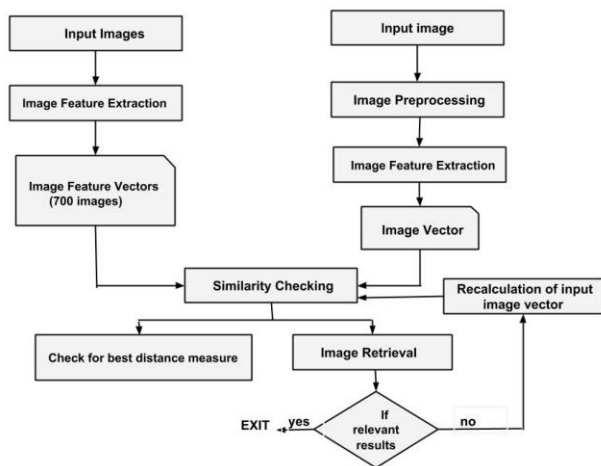 Input Images
Input image
Image Feature Extraction
Image Preprocessing
Image Feature Vectors
(700 images)
Image Feature Extraction
Image Vector
Similarity Checking
Recalculation of input
image vector
Check for best distance measure
Image Retrieval
EXIT
yes
If
relevant
results
no